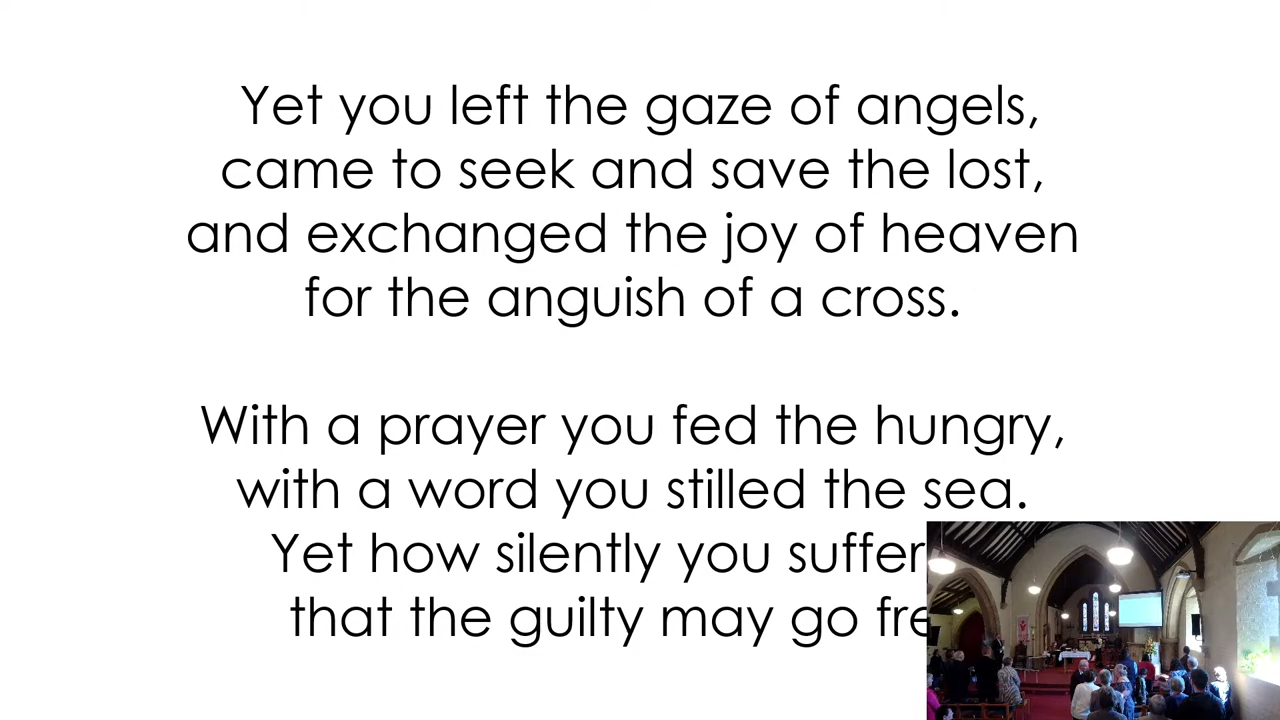 Yet you left the gaze of angels,
came to seek and save the lost,
and exchanged the joy of heaven
for the anguish of a cross.
With a prayer you fed the hungry,
with a word you stilled the sea.
Yet how silently you
that the guilty may go